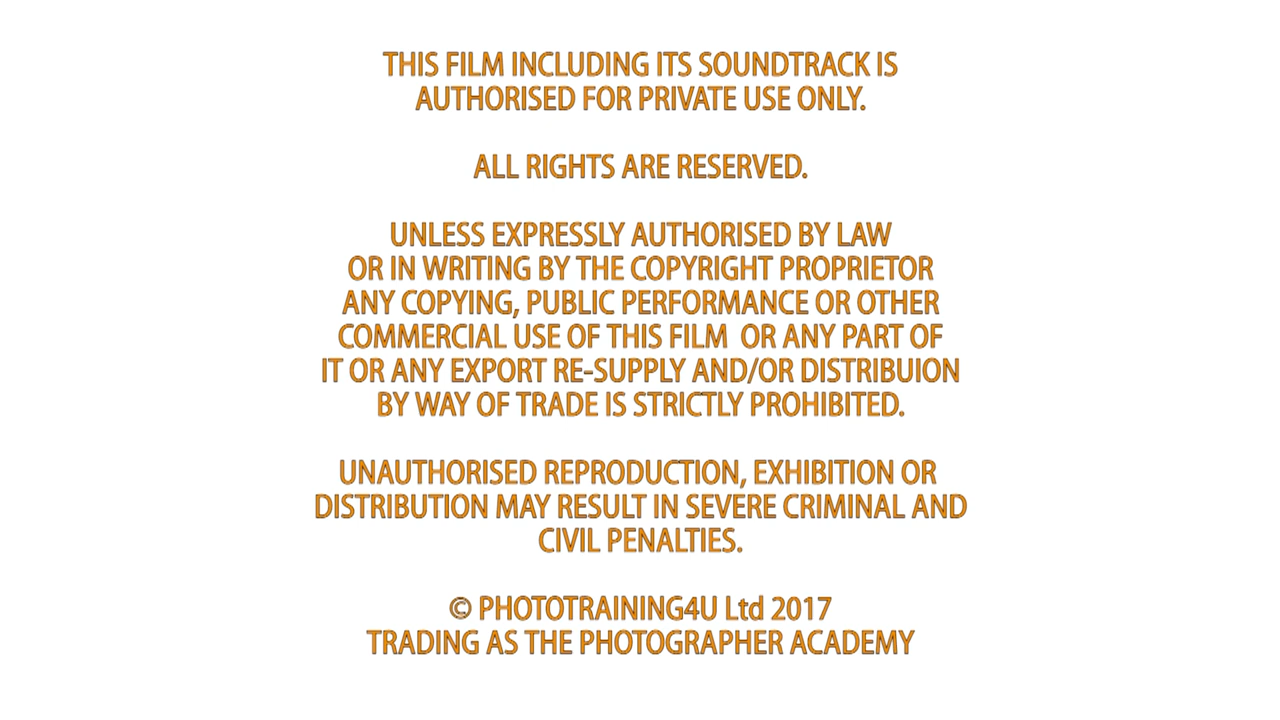 THIS FILM INCLUDING ITS SOUNDTRACK IS
AUTHORISED FOR PRIVATE USE ONLY.
ALL RIGHTS ARE RESERVED.
UNLESS EXPRESSLY AUTHORISED BY LAW
OR IN WRITING BY THE COPYRIGHT PROPRIETOR
ANY COPYING, PUBLIC PERFORMANCE OR OTHER
COMMERCIAL USE OF THIS FILM  OR ANY PART OF
IT OR ANY EXPORT RE-SUPPLY AND/OR DISTRIBUION
BY WAY OF TRADE IS STRICTLY PROHIBITED.
UNAUTHORISED REPRODUCTION, EXHIBITION OR
DISTRIBUTION MAY RESULT IN SEVERE CRIMINAL AND
CIVIL PENALTIES.
© PHOTOTRAINING4U Ltd 2017
TRADING AS THE PHOTOGRAPHER ACADEMY